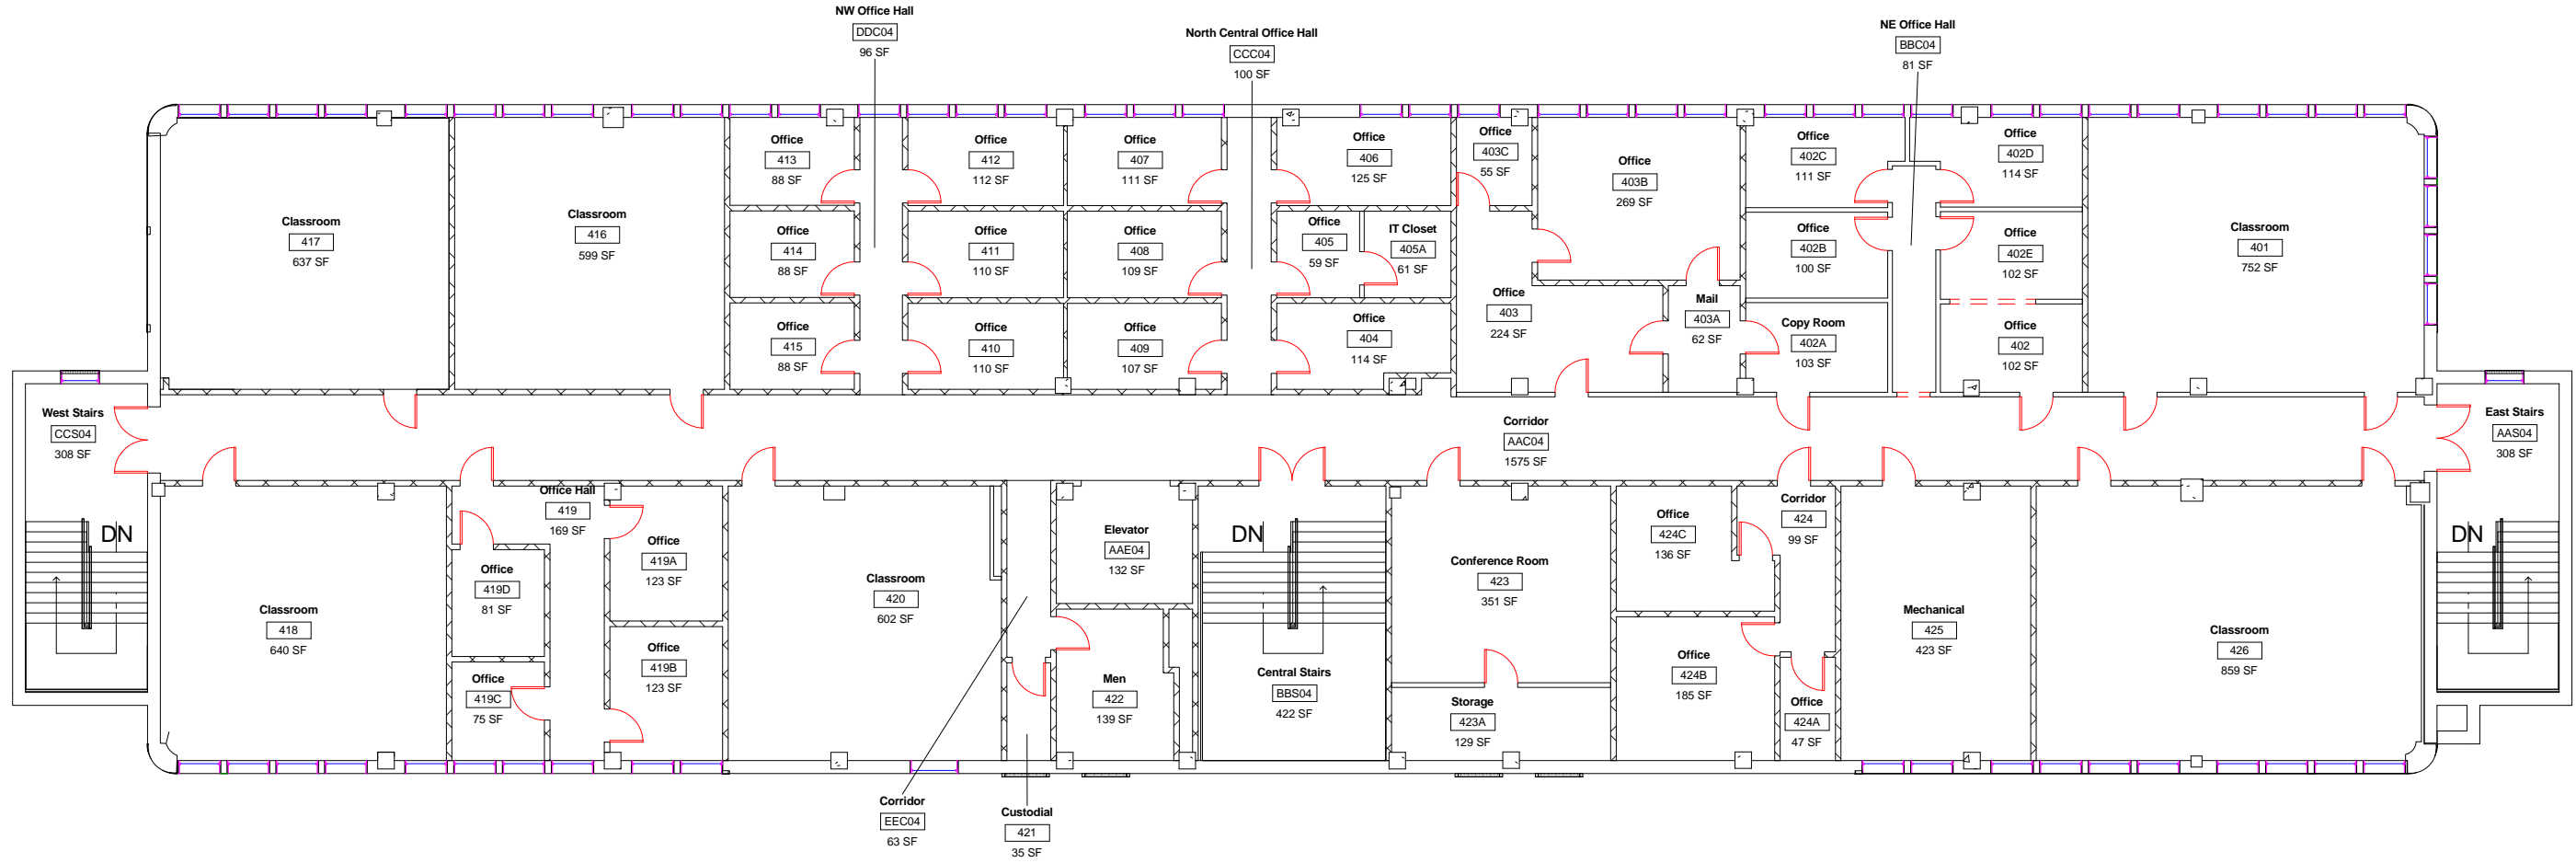 NW Office Hall
DDC04
96 SF
North Central Office Hall
CCC04
100 SF
NE Office Hall
BBC04
81 SF
Classroom
417
637 SF
Classroom
416
599 SF
Office
413
88 SF
Office
414
88 SF
Office
415
88 SF
Office
412
112 SF
Office
411
110 SF
Office
410
110 SF
Office
407
111 SF
Office
408
109 SF
Office
409
107 SF
Office
406
125 SF
Office
405
59 SF
IT Closet
405A
61 SF
Office
404
114 SF
Office
403C
55 SF
Office
403B
269 SF
Office
403
224 SF
Mail
403A
62 SF
Office
402C
111 SF
Office
402B
100 SF
Copy Room
402A
103 SF
Office
402D
114 SF
Office
402E
102 SF
Office
402
102 SF
Classroom
401
752 SF
West Stairs
CCS04
308 SF
DN
Corridor
AAC04
1575 SF
East Stairs
AAS04
308 SF
DN
Classroom
418
640 SF
Office Hall
419
169 SF
Office
419D
81 SF
Office
419C
75 SF
Office
419A
123 SF
Office
419B
123 SF
Classroom
420
602 SF
Elevator
AAE04
132 SF
Men
422
139 SF
DN
Central Stairs
BBS04
422 SF
Conference Room
423
351 SF
Storage
423A
129 SF
Office
424C
136 SF
Corridor
424
99 SF
Office
424B
185 SF
Office
424A
47 SF
Mechanical
425
423 SF
Classroom
426
859 SF
Corridor
EEC04
63 SF
Custodial
421
35 SF